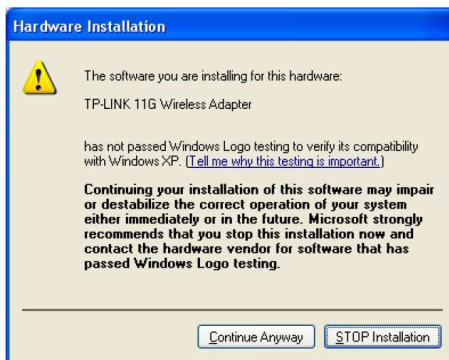 Hardware Installation
The software you are installing for this hardware:
TP-LINK 11G Wireless Adapter
has not passed Windows Logo testing to verify its compatibility
with Windows XP. (Tell me why this testing is important.)
Continuing your installation of this software may impair
or destabilize the correct operation of your system
either immediately or in the future. Microsoft strongly
recommends that you stop this installation now and
contact the hardware vendor for software that has
passed Windows Logo testing.
Continue Anyway STOP Installation